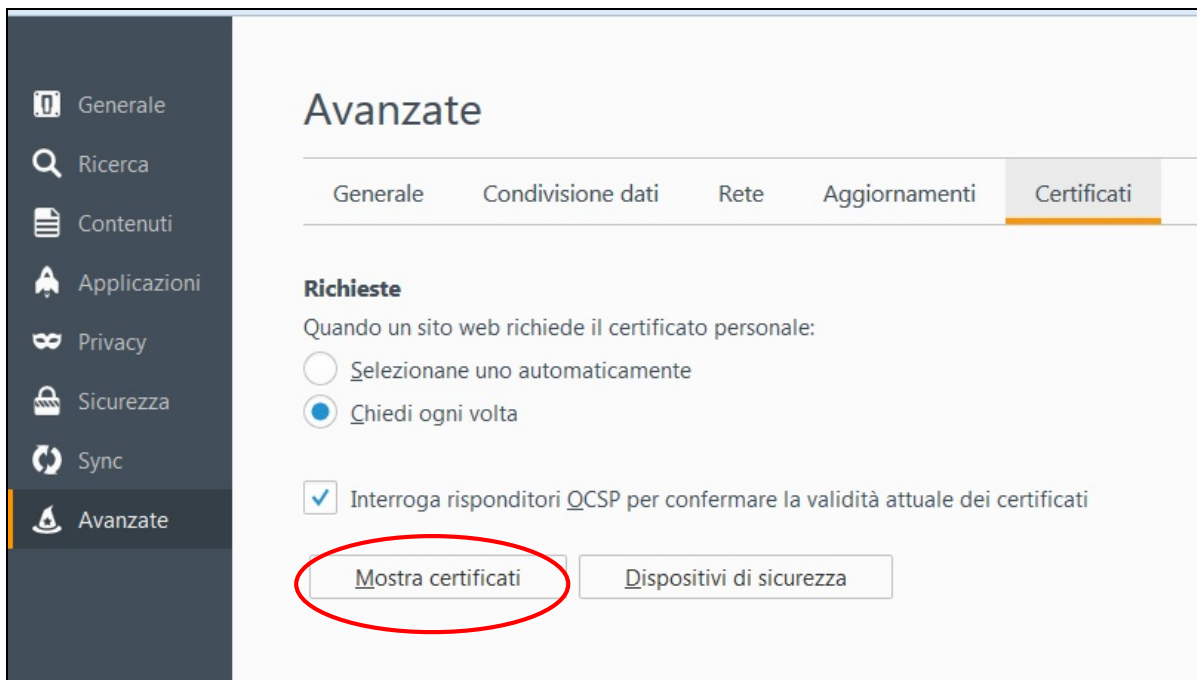 Generale
Ricerca
Contenuti
Applicazioni
Privacy
Sicurezza
Sync
Avanzate
Avanzate
Generale Condivisione dati Rete Aggiornamenti Certificati
Richieste
Quando un sito web richiede il certificato personale:
Selezionane uno automaticamente
Chiedi ogni volta
Interroga risponditori OCSP per confermare la validità attuale dei certificati
Mostra certificati Dispositivi di sicurezza